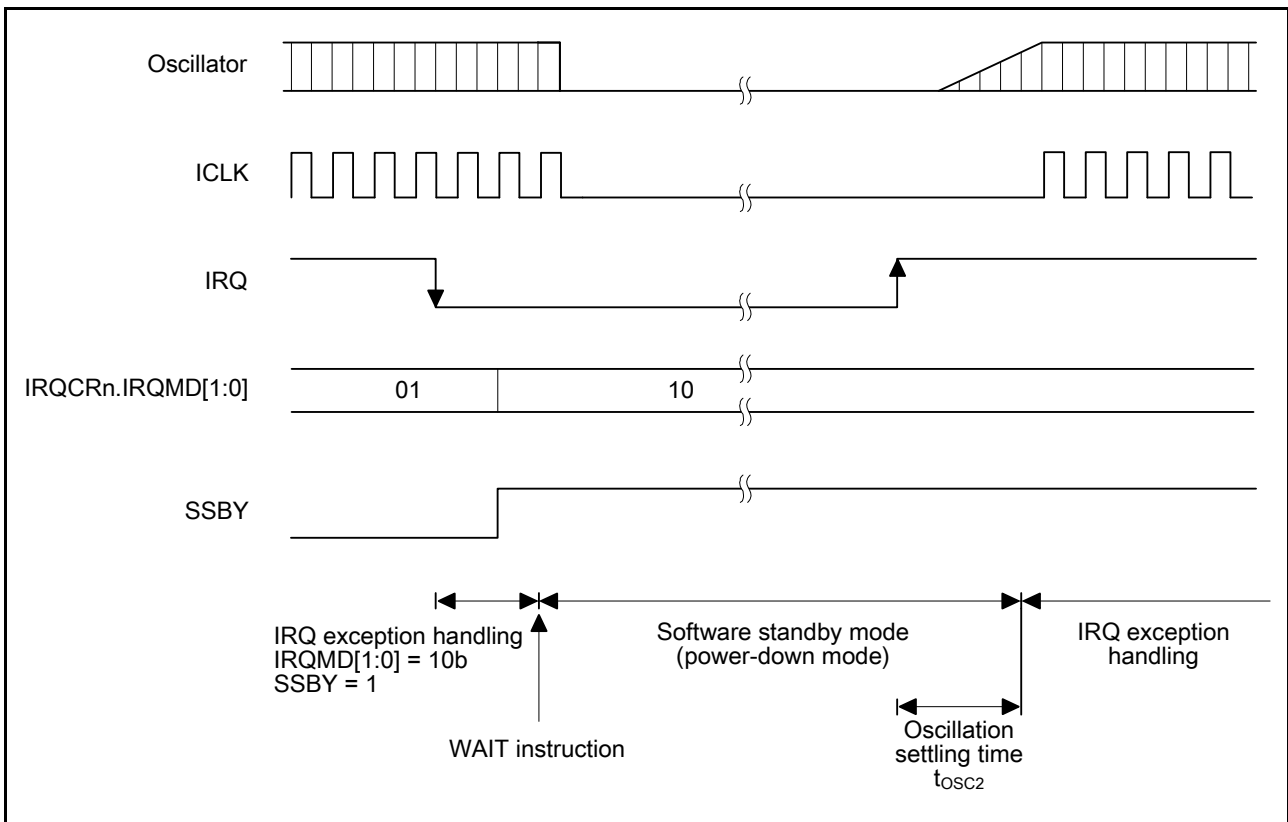 Oscillator
ICLK
IRQ
IRQCRn.IRQMD[1:0]
01
10
SSBY
IRQ exception handling
IRQMD[1:0] = 10b
SSBY = 1
WAIT instruction
Software standby mode
(power-down mode)
Oscillation
settling time
tOSC2
IRQ exception
handling